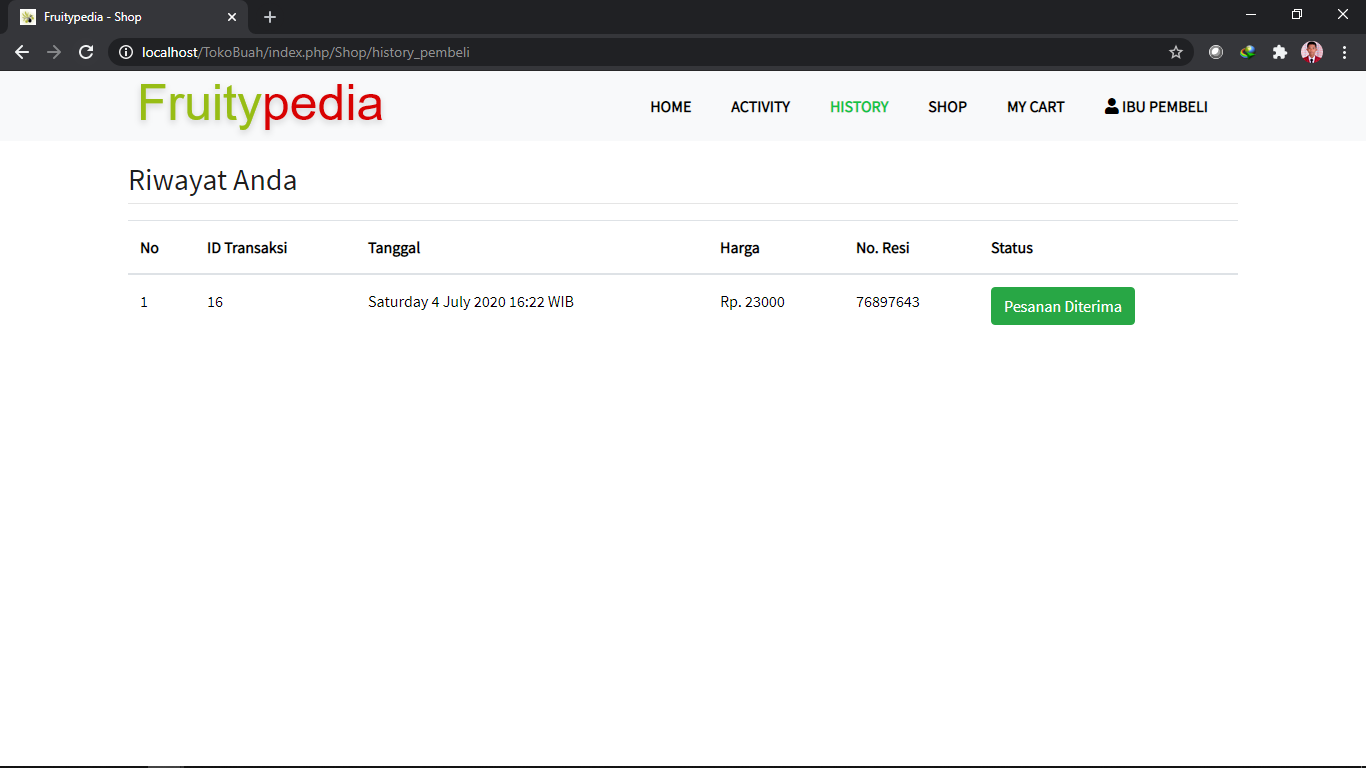 Fruitypedia - Shop
localhost/TokoBuah/index.php/Shop/history_pembeli
Fruitypedia
HOME ACTIVITY HISTORY SHOP MY CART IBU PEMBELI
Riwayat Anda
No ID Transaksi Tanggal Harga No. Resi Status
1 16 Saturday 4 July 2020 16:22 WIB Rp. 23000 76897643 Pesanan Diterima